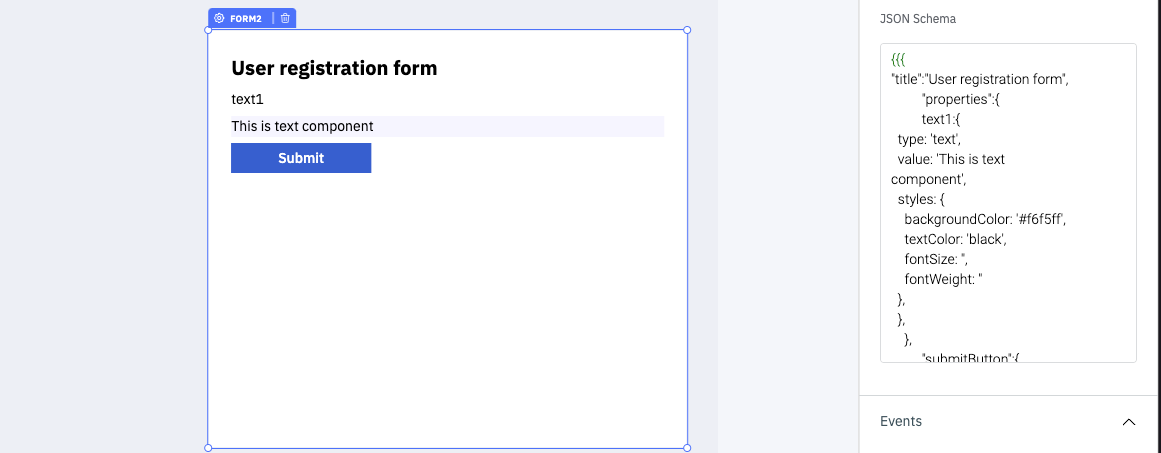 FORM2
User registration form
text1
This is text component
Submit
JSON Schema
{{{
"title":"User registration form",
"properties":{
text1:{
type: 'text',
value: 'This is text
component',
styles: {
backgroundColor: '#f6f5ff',
textColor: 'black',
fontSize: '',
fontWeight: ''
},
},
},
"submitButton":{
Events